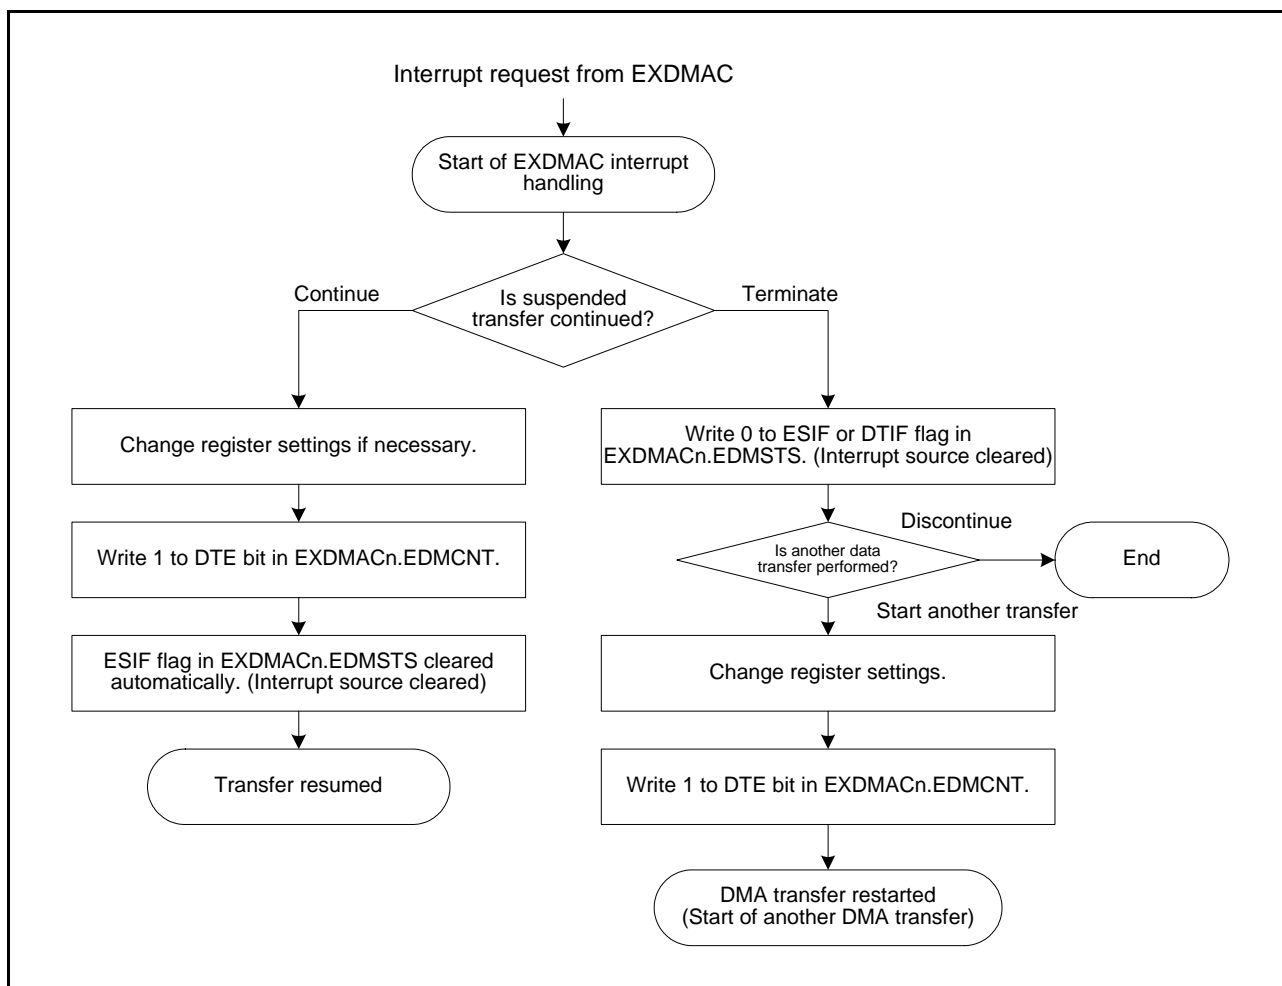 Interrupt request from EXDMAC
Start of EXDMAC interrupt
handling
Continue
Is suspended
transfer continued?
Terminate
Change register settings if necessary.
Write 1 to DTE bit in EXDMACn.EDMCNT.
ESIF flag in EXDMACn.EDMSTS cleared
automatically. (Interrupt source cleared)
Transfer resumed
Write 0 to ESIF or DTIF flag in
EXDMACn.EDMSTS. (Interrupt source cleared)
Discontinue
Is another data
transfer performed?
End
Start another transfer
Change register settings.
Write 1 to DTE bit in EXDMACn.EDMCNT.
DMA transfer restarted
(Start of another DMA transfer)